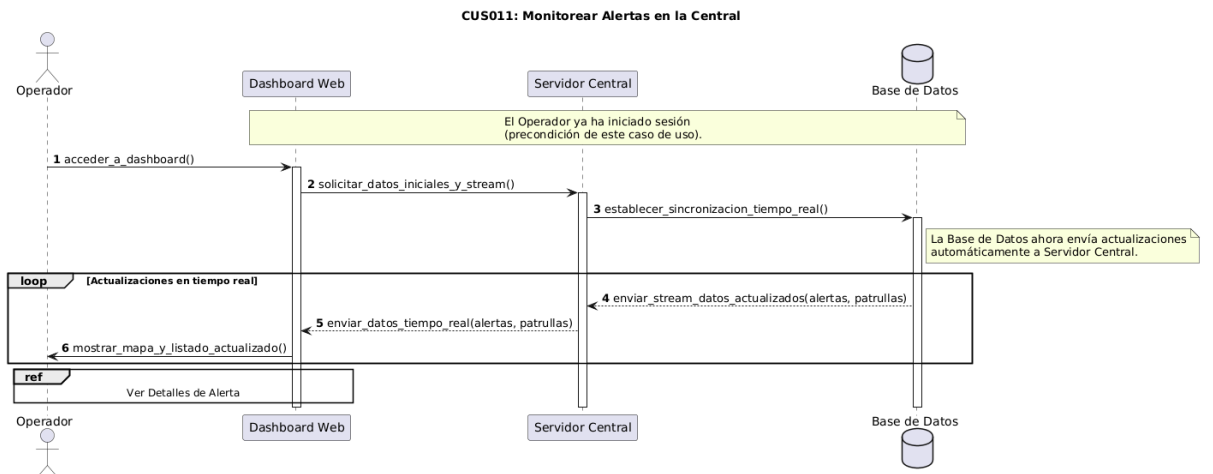 CUS011: Monitorear Alertas en la Central
Operador
Dashboard Web
Servidor Central
Base de Datos
El Operador ya ha iniciado sesión
(precondición de este caso de uso).
1 acceder_a_dashboard()
2 solicitar_datos_iniciales_y_stream()
3 establecer_sincronizacion_tiempo_real()
La Base de Datos ahora envía actualizaciones
automáticamente a Servidor Central.
loop [Actualizaciones en tiempo real]
4 enviar_stream_datos_actualizados(alertas, patrullas)
5 enviar_datos_tiempo_real(alertas, patrullas)
6 mostrar_mapa_y_listado_actualizado()
ref
Ver Detalles de Alerta
Operador
Dashboard Web
Servidor Central
Base de Datos